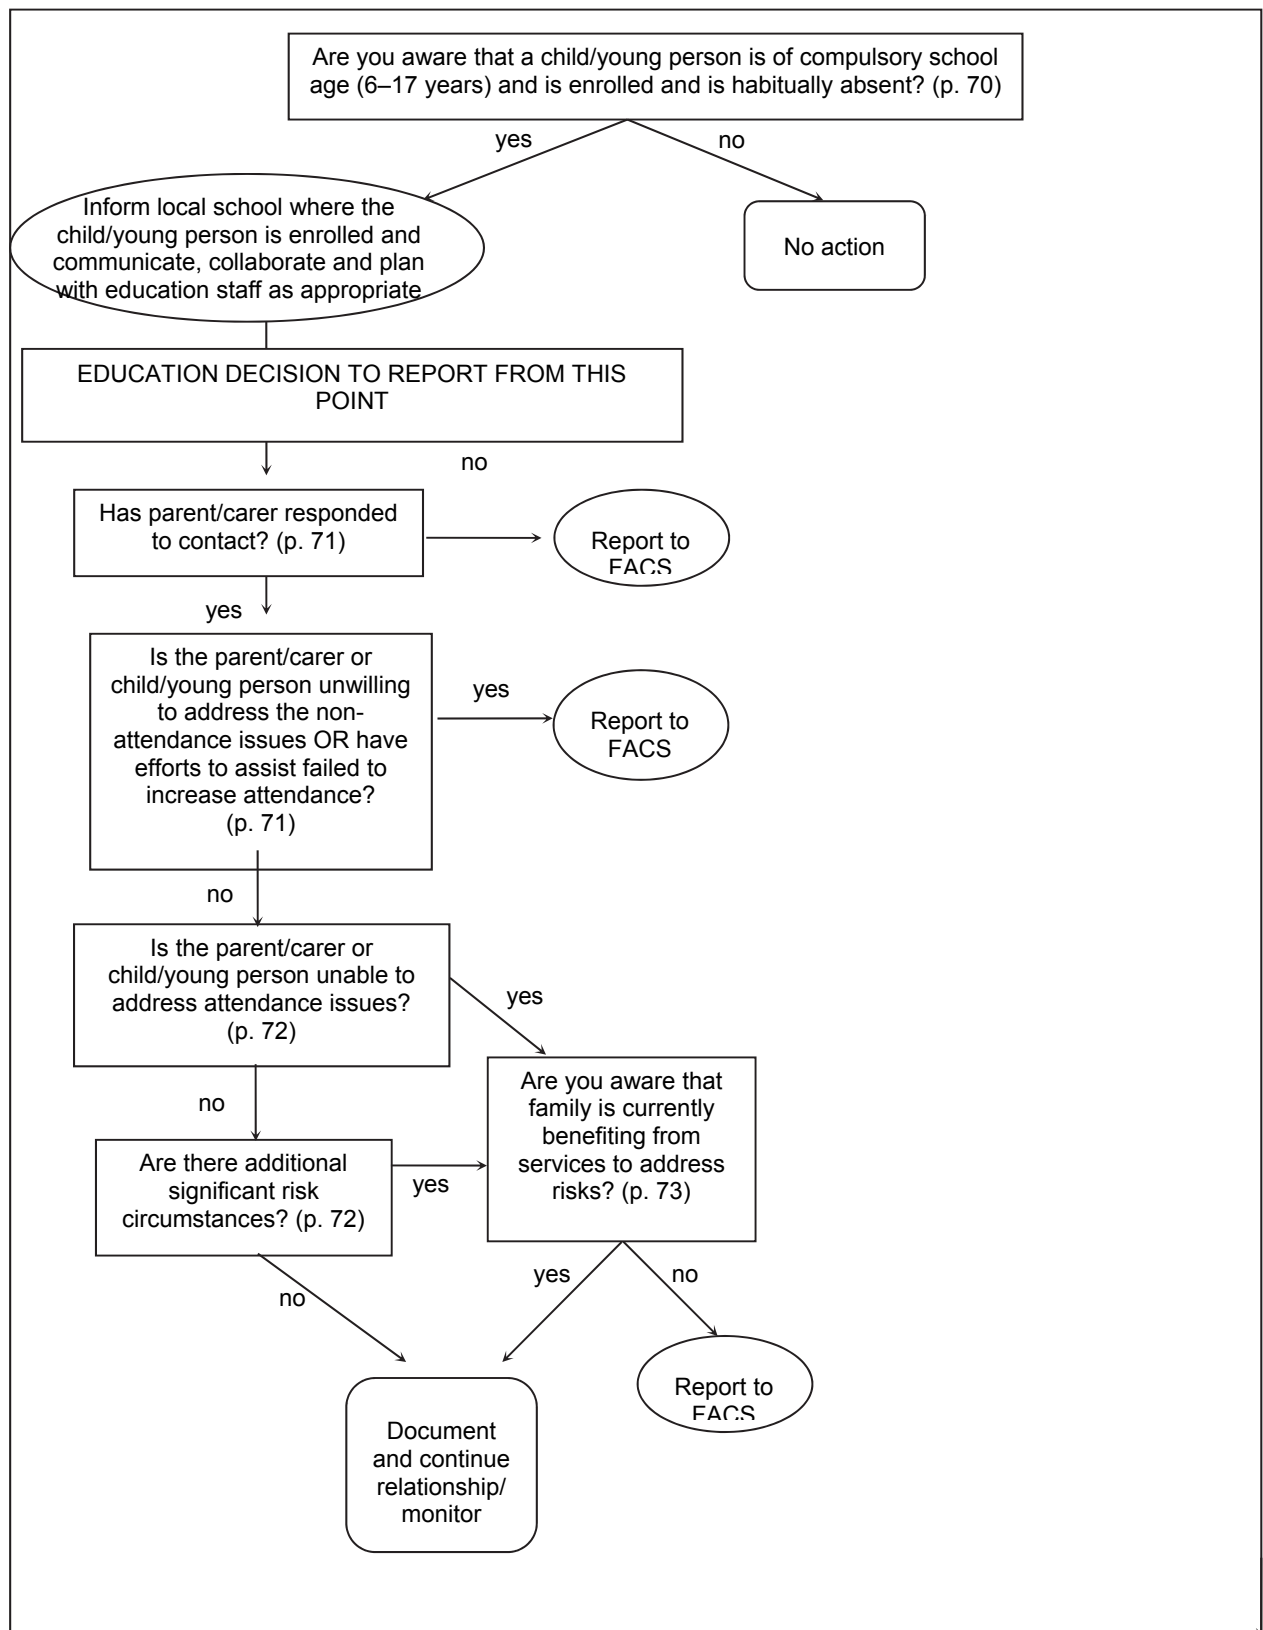 Are you aware that a child/young person is of compulsory school
age (6–17 years) and is enrolled and is habitually absent? (p. 70)
yes
no
Inform local school where the
child/young person is enrolled and
communicate, collaborate and plan
with education staff as appropriate
No action
EDUCATION DECISION TO REPORT FROM THIS
POINT
no
Has parent/carer responded
to contact? (p. 71)
Report to
FACS
yes
Is the parent/carer or
child/young person unwilling
to address the non-
attendance issues OR have
efforts to assist failed to
increase attendance?
(p. 71)
yes
Report to
FACS
no
Is the parent/carer or
child/young person unable to
address attendance issues?
(p. 72)
yes
Are you aware that
family is currently
benefiting from
services to address
risks? (p. 73)
no
Are there additional
significant risk
circumstances? (p. 72)
yes
yes
no
no
Report to
FACS
Document
and continue
relationship/
monitor